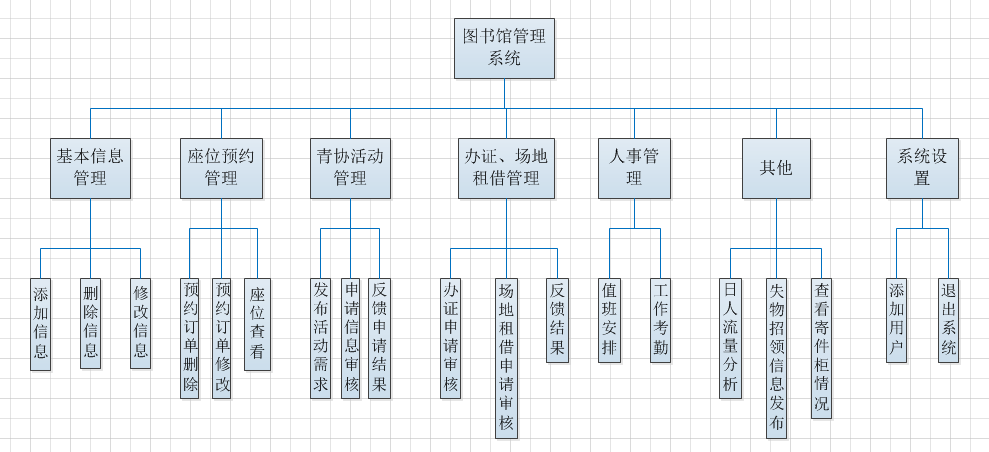 图书馆管理
系统
基本信息
管理
座位预约
管理
青协活动
管理
办证、场地
租借管理
人事管
理
其他
系统设
置
添加信息
删除信息
修改信息
预约订单删除
预约订单修改
座位查看
发布活动需求
申请信息审核
反馈申请结果
办证申请审核
场地租借申请审核
反馈结果
值班安排
工作考勤
日人流量分析
失物招领信息发布
查看寄件柜情况
添加用户
退出系统